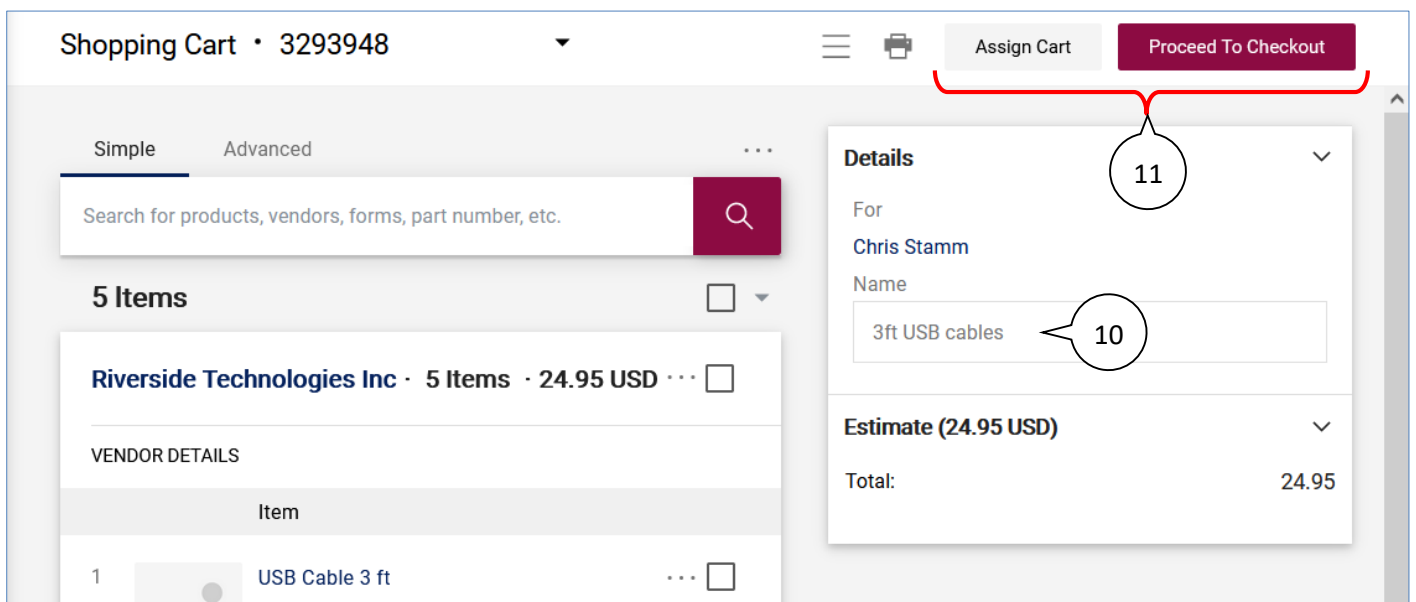 Shopping Cart • 3293948
Assign Cart
Proceed To Checkout
11
Simple
Advanced
Search for products, vendors, forms, part number, etc.
5 Items
Riverside Technologies Inc · 5 Items · 24.95 USD ···
VENDOR DETAILS
Item
1
USB Cable 3 ft
Details
For
Chris Stamm
Name
3ft USB cables
10
Estimate (24.95 USD)
Total:
24.95